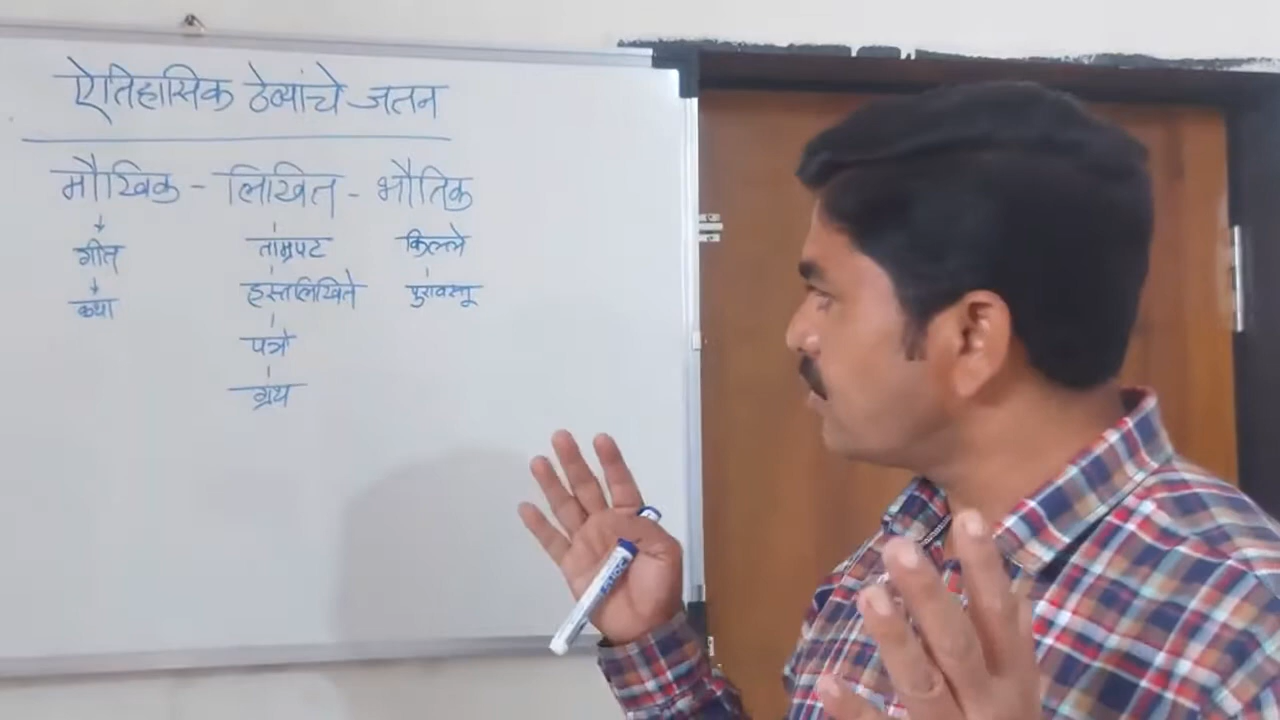 ऐतिहासिक ठेव्यांचे जतन
मौखिक - लिखित - भौतिक
गीत ताम्रपट किल्ले
कथा हस्तलिखिते पुरावस्तू
पत्रे
ग्रंथ